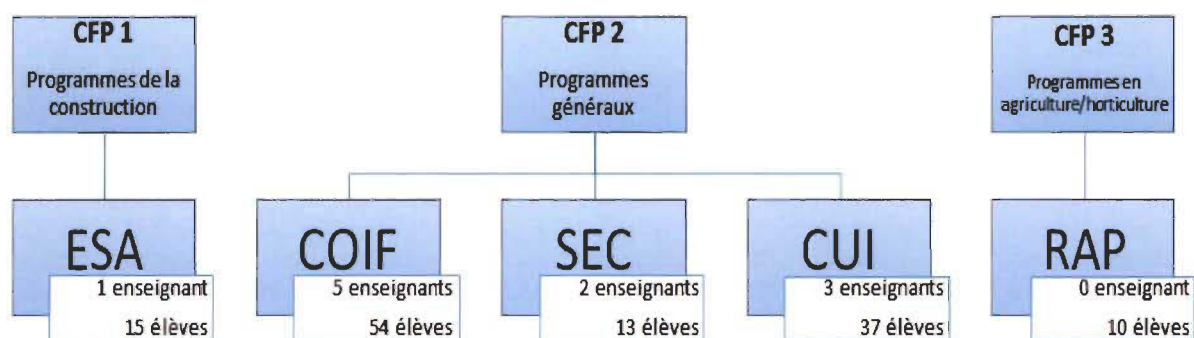 CFP 1
Programmes de la
construction
CFP 2
Programmes
généraux
CFP 3
Programmes en
agriculture/horticulture
ESA
1 enseignant
15 élèves
COIF
5 enseignants
54 élèves
SEC
2 enseignants
13 élèves
CUI
3 enseignants
37 élèves
RAP
0 enseignant
10 élèves